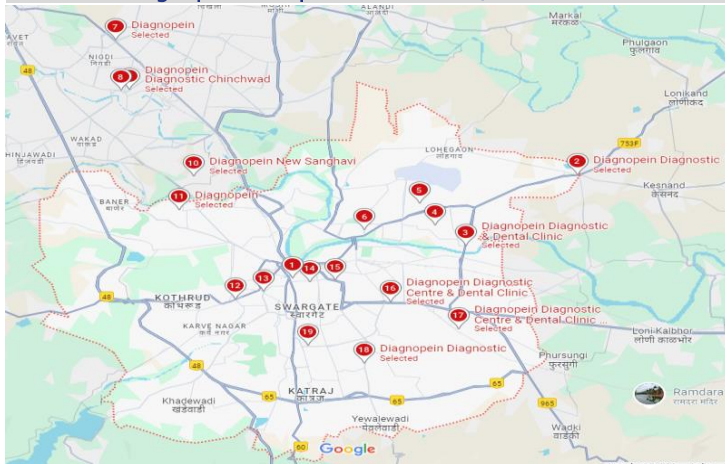 ALANDI
आळंदी
Markal
मरकळ
7
Diagnopein
Selected
Phulgaon
फुलगाव
NIGDI
निगडी
48
8
Diagnopein
Diagnostic Chinchwad
Selected
Lonikand
लोणीकंद
WAKAD
वाकड
753F
LOHEGAON
लोहगाव
HINJAWADI
10
Diagnopein New Sanghavi
Selected
2
Diagnopein Diagnostic
Selected
Kesnand
केसनंद
11
Diagnopein
Selected
BANER
बाणेर
5
4
6
3
Diagnopein Diagnostic
& Dental Clinic
Selected
1
14
15
13
12
16
Diagnopein Diagnostic
Centre & Dental Clinic
Selected
48
KOTHRUD
कोथरूड
SWARGATE
स्वारगेट
17
Diagnopein Diagnostic
Centre & Dental Clinic ...
Selected
KARVE NAGAR
कर्वे नगर
19
Loni-Kalbhor
लोणी काळभोर
18
Diagnopein Diagnostic
Selected
Phursungi
फुरसुंगी
48
65
KATRAJ
कात्रज
65
65
Khadewadi
खडेवाडी
965
Ramdara
रामदरा मंदिर
Yewalewadi
येवलेवाडी
Wadki
वाडकी
60
Google